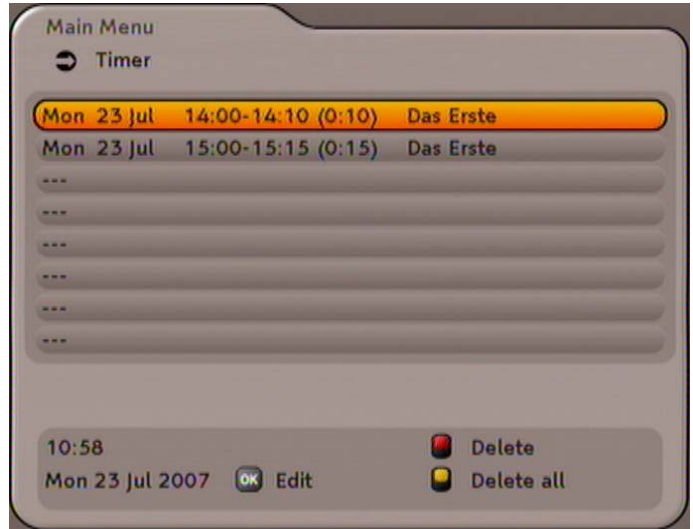 Main Menu
Timer
Mon 23 Jul 14:00-14:10 (0:10) Das Erste
Mon 23 Jul 15:00-15:15 (0:15) Das Erste
---
---
---
---
---
---
10:58 Delete
Mon 23 Jul 2007 OK Edit Delete all